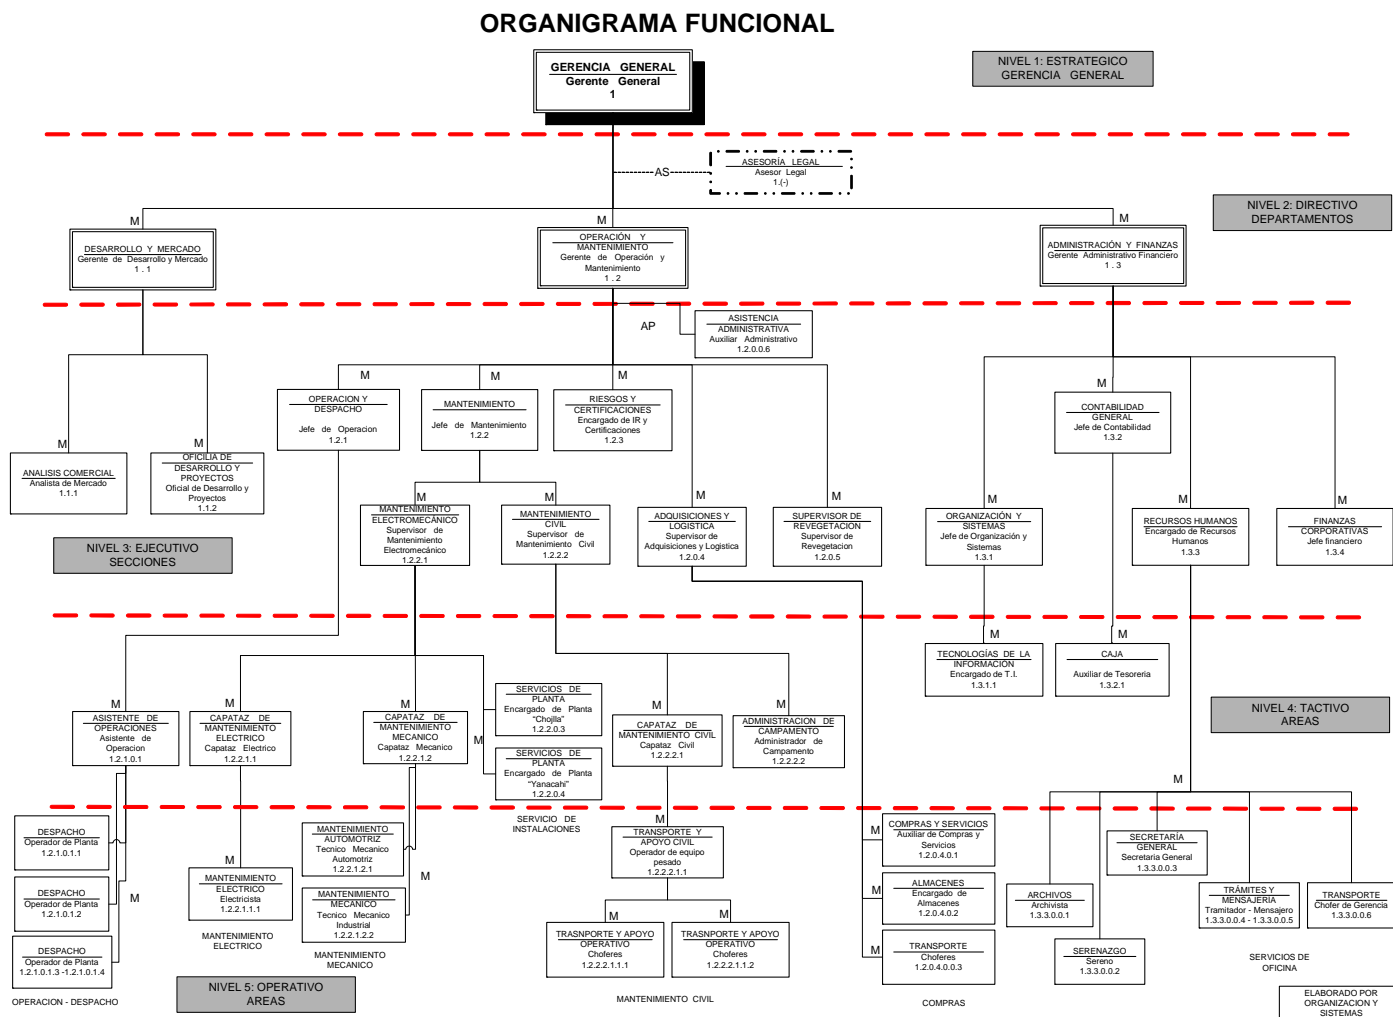 ORGANIGRAMA FUNCIONAL
GERENCIA GENERAL
Gerente General
1
NIVEL 1: ESTRATEGICO
GERENCIA GENERAL
AS
ASESORÍA LEGAL
Asesor Legal
1.(-)
NIVEL 2: DIRECTIVO
DEPARTAMENTOS
M
M
M
DESARROLLO Y MERCADO
Gerente de Desarrollo y Mercado
1 . 1
OPERACIÓN Y
MANTENIMIENTO
Gerente de Operación y
Mantenimiento
1 . 2
ADMINISTRACIÓN Y FINANZAS
Gerente Administrativo Financiero
1 . 3
AP
ASISTENCIA
ADMINISTRATIVA
Auxiliar Administrativo
1.2.0.0.6
M
M
M
M
M
M
OPERACION Y
DESPACHO
Jefe de Operacion
1.2.1
MANTENIMIENTO
Jefe de Mantenimiento
1.2.2
RIESGOS Y
CERTIFICACIONES
Encargado de IR y
Certificaciones
1.2.3
CONTABILIDAD
GENERAL
Jefe de Contabilidad
1.3.2
M
M
ANALISIS COMERCIAL
Analista de Mercado
1.1.1
OFICILIA DE
DESARROLLO Y
PROYECTOS
Oficial de Desarrollo y
Proyectos
1.1.2
M
M
M
M
M
M
M
MANTENIMIENTO
ELECTROMECÁNICO
Supervisor de
Mantenimiento
Electromecánico
1.2.2.1
MANTENIMIENTO
CIVIL
Supervisor de
Mantenimiento Civil
1.2.2.2
ADQUISICIONES Y
LOGISTICA
Supervisor de
Adquisiciones y Logistica
1.2.0.4
SUPERVISOR DE
REVEGETACION
Supervisor de
Revegetacion
1.2.0.5
ORGANIZACIÓN Y
SISTEMAS
Jefe de Organización y
Sistemas
1.3.1
RECURSOS HUMANOS
Encargado de Recursos
Humanos
1.3.3
FINANZAS
CORPORATIVAS
Jefe financiero
1.3.4
NIVEL 3: EJECUTIVO
SECCIONES
M
M
TECNOLOGÍAS DE LA
INFORMACIÓN
Encargado de T.I.
1.3.1.1
CAJA
Auxiliar de Tesoreria
1.3.2.1
NIVEL 4: TACTIVO
AREAS
M
M
M
M
M
M
ASISTENTE DE
OPERACIONES
Asistente de
Operacion
1.2.1.0.1
CAPATAZ DE
MANTENIMIENTO
ELECTRICO
Capataz Electrico
1.2.2.1.1
CAPATAZ DE
MANTENIMIENTO
MECANICO
Capataz Mecanico
1.2.2.1.2
SERVICIOS DE
PLANTA
Encargado de Planta
"Chojlla"
1.2.2.0.3
SERVICIOS DE
PLANTA
Encargado de Planta
"Yanacahi"
1.2.2.0.4
SERVICIO DE
INSTALACIONES
CAPATAZ DE
MANTENIMIENTO CIVIL
Capataz Civil
1.2.2.2.1
ADMINISTRACION DE
CAMPAMENTO
Administrador de
Campamento
1.2.2.2.2
M
DESPACHO
Operador de Planta
1.2.1.0.1.1
DESPACHO
Operador de Planta
1.2.1.0.1.2
DESPACHO
Operador de Planta
1.2.1.0.1.3 -1.2.1.0.1.4
M
OPERACION - DESPACHO
M
MANTENIMIENTO
ELECTRICO
Electricista
1.2.2.1.1.1
MANTENIMIENTO
ELECTRICO
MANTENIMIENTO
AUTOMOTRIZ
Tecnico Mecanico
Automotriz
1.2.2.1.2.1
MANTENIMIENTO
MECANICO
Tecnico Mecanico
Industrial
1.2.2.1.2.2
M
MANTENIMIENTO
MECANICO
M
TRANSPORTE Y
APOYO CIVIL
Operador de equipo
pesado
1.2.2.2.1.1
M
M
TRASNPORTE Y APOYO
OPERATIVO
Choferes
1.2.2.2.1.1.1
TRASNPORTE Y APOYO
OPERATIVO
Choferes
1.2.2.2.1.1.2
MANTENIMIENTO CIVIL
M
COMPRAS Y SERVICIOS
Auxiliar de Compras y
Servicios
1.2.0.4.0.1
M
ALMACENES
Encargado de
Almacenes
1.2.0.4.0.2
M
TRANSPORTE
Choferes
1.2.0.4.0.0.3
COMPRAS
ARCHIVOS
Archivista
1.3.3.0.0.1
SERENAZGO
Sereno
1.3.3.0.0.2
SECRETARÍA
GENERAL
Secretaria General
1.3.3.0.0.3
TRÁMITES Y
MENSAJERÍA
Tramitador - Mensajero
1.3.3.0.0.4 - 1.3.3.0.0.5
TRANSPORTE
Chofer de Gerencia
1.3.3.0.0.6
SERVICIOS DE
OFICINA
NIVEL 5: OPERATIVO
AREAS
ELABORADO POR
ORGANIZACION Y
SISTEMAS